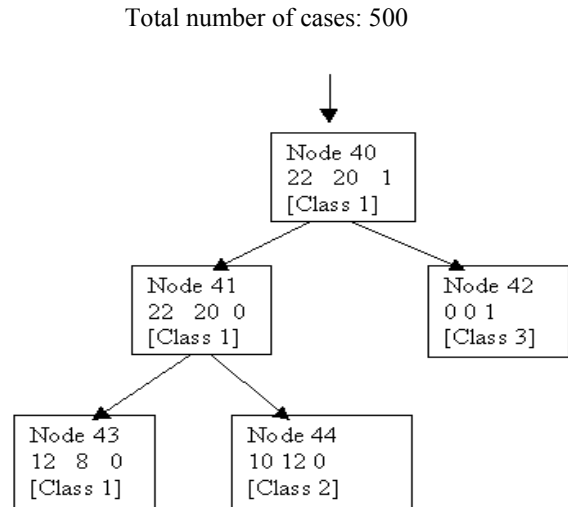 Total number of cases: 500
Node 40
22 20 1
[Class 1]
Node 41
22 20 0
[Class 1]
Node 42
0 0 1
[Class 3]
Node 43
12 8 0
[Class 1]
Node 44
10 12 0
[Class 2]